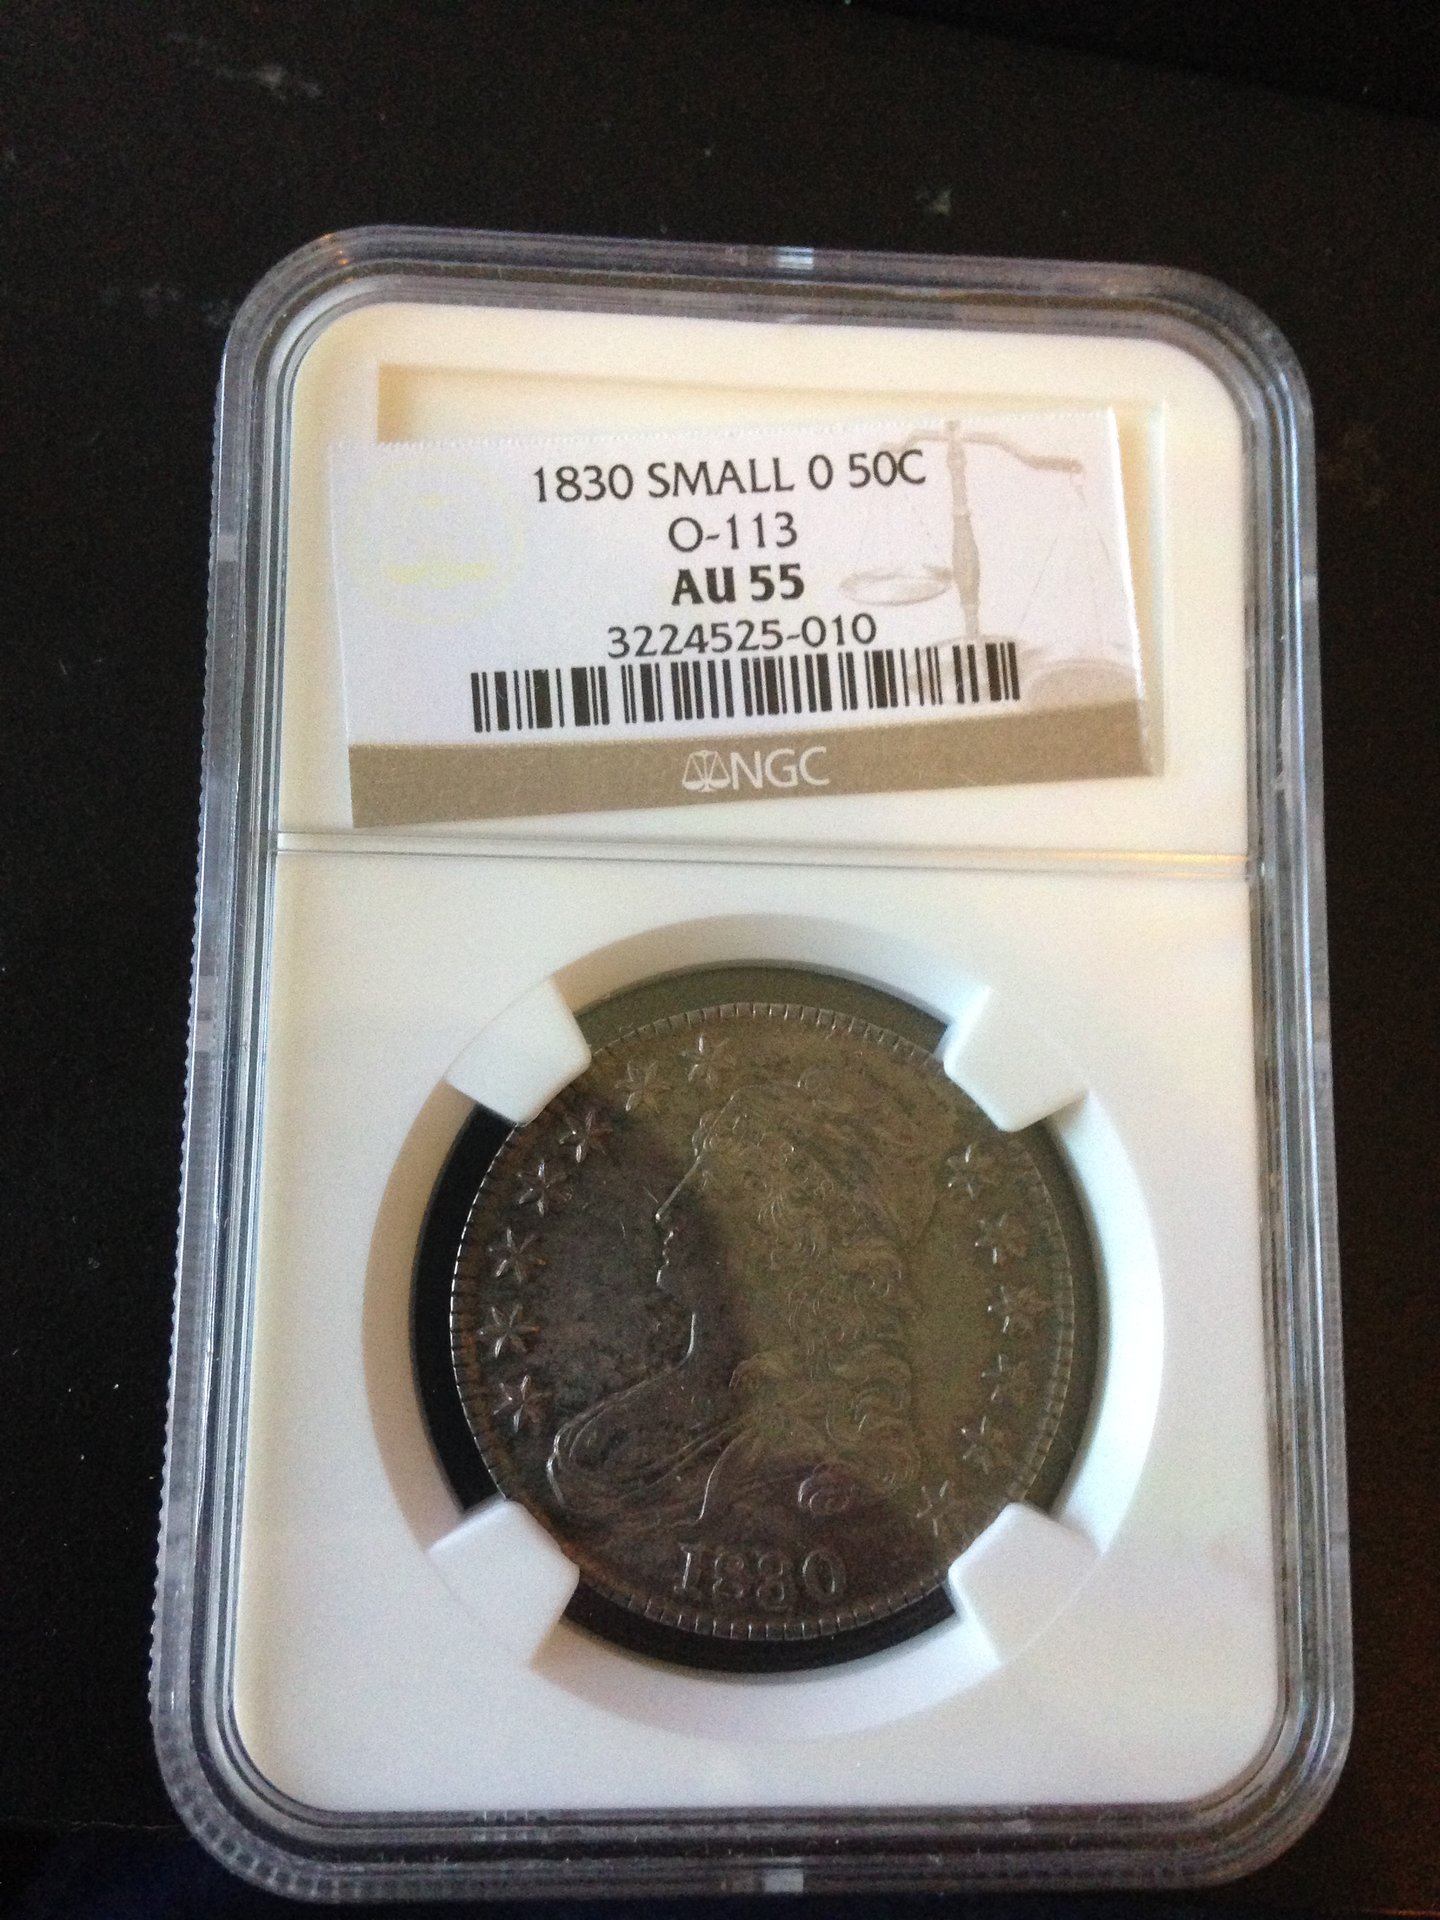 1830 SMALL 0 50C
O-113
AU 55
3224525-010
NGC
1830